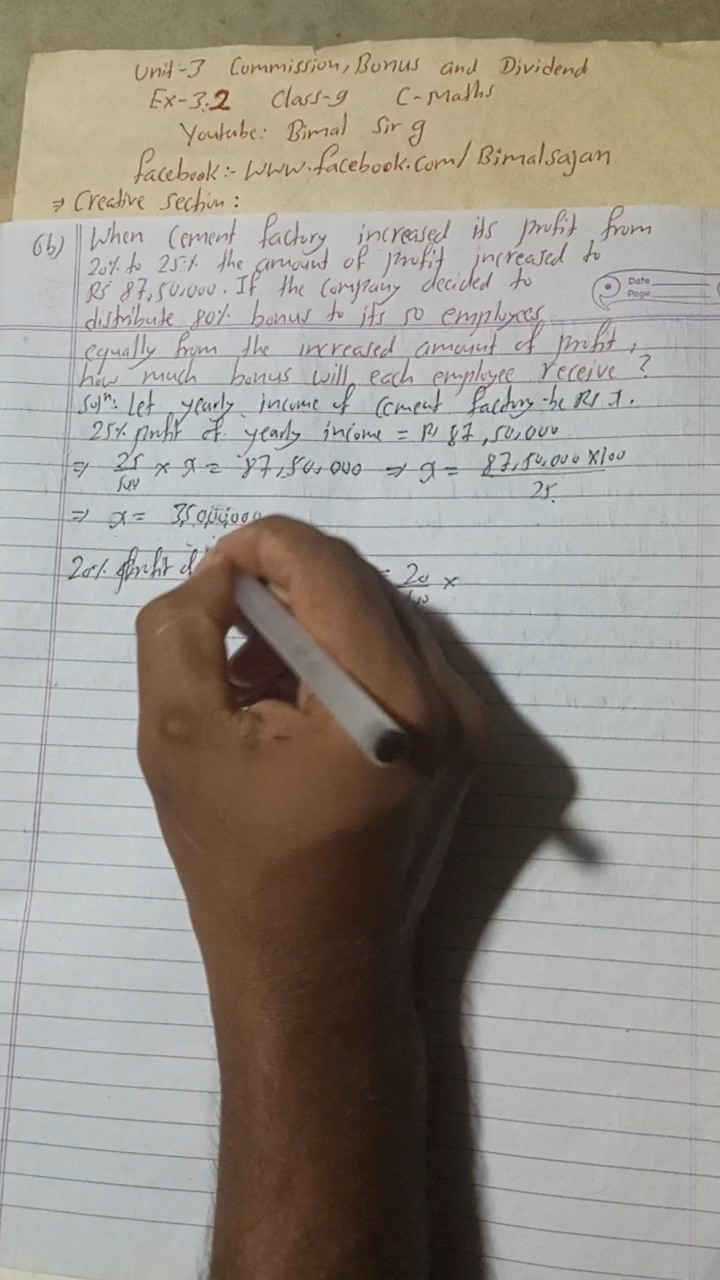 Unit-3 Commission, Bonus and Dividend
Ex-3.2 Class-9 C-Maths
Youtube: Bimal Sir g
facebook:- www.facebook.com/Bimalsajan
⇒ Creative section:
6b) When Cement factory increased its profit from
20% to 25% the amount of profit increased to
RS 87,50,000. If the Company decided to
Date
Page
distribute 80% bonus to its 50 employees
equally from the increased amount of profit,
how much bonus will each employee receive?
Solⁿ: Let yearly income of Cement factory be Rs x.
25% profit of yearly income = Rs 87,50,000
⇒ 25/100 × x = 87,50,000 ⇒ x = 87,50,000 × 100 / 25
⇒ x =
20% profit = 20/100 ×